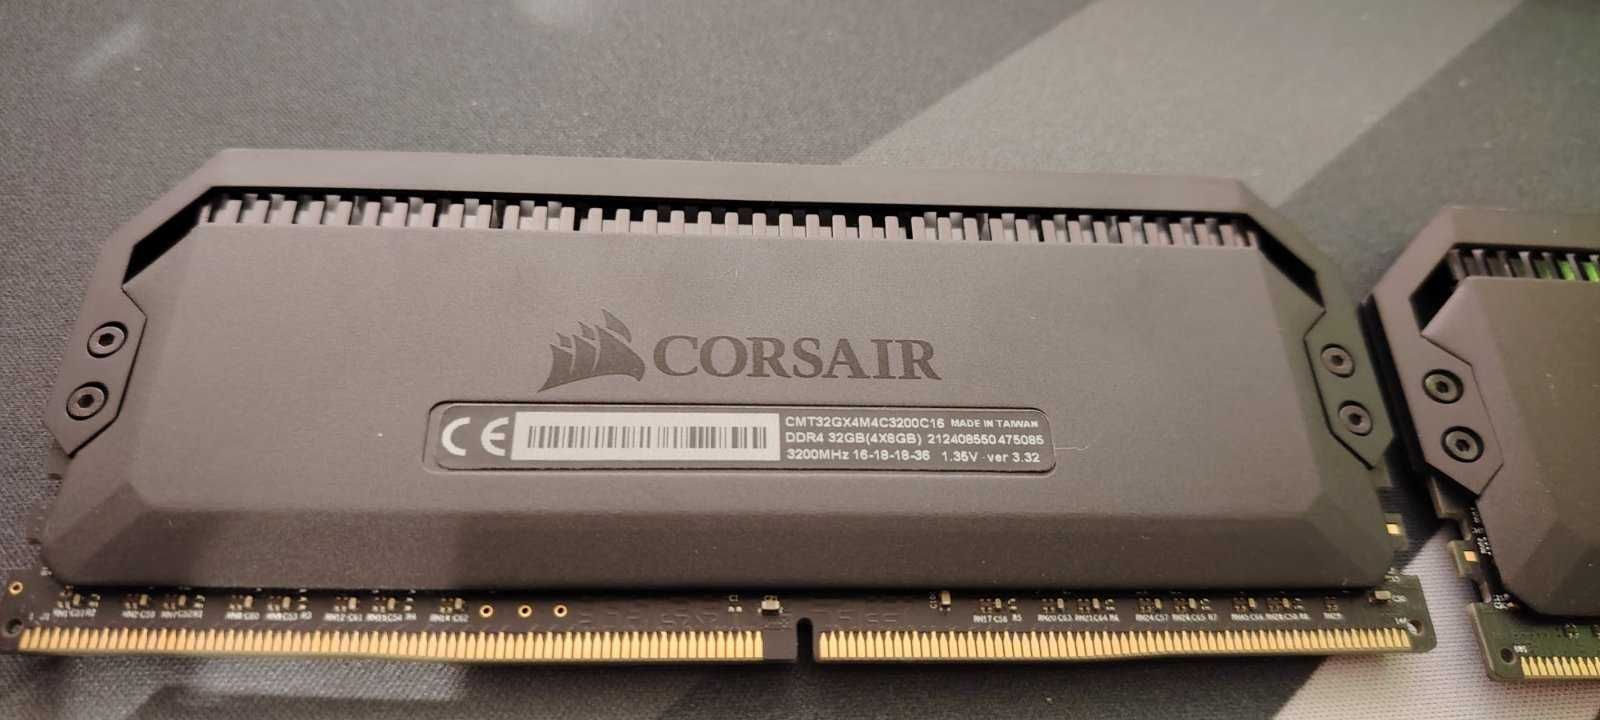 CORSAIR
CE
CMT32GX4M4C3200C16 MADE IN TAIWAN
DDR4 32GB(4X8GB) 212408550475085
3200MHz 16-18-18-36 1.35V ver 3.32